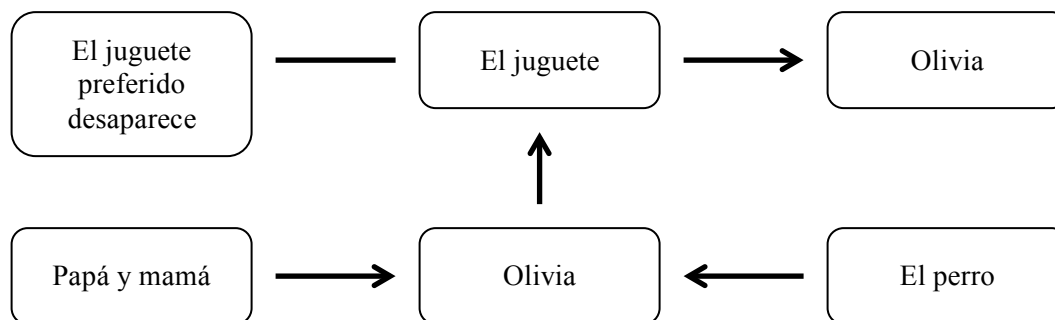 El juguete
preferido
desaparece
El juguete
Olivia
Papá y mamá
Olivia
El perro